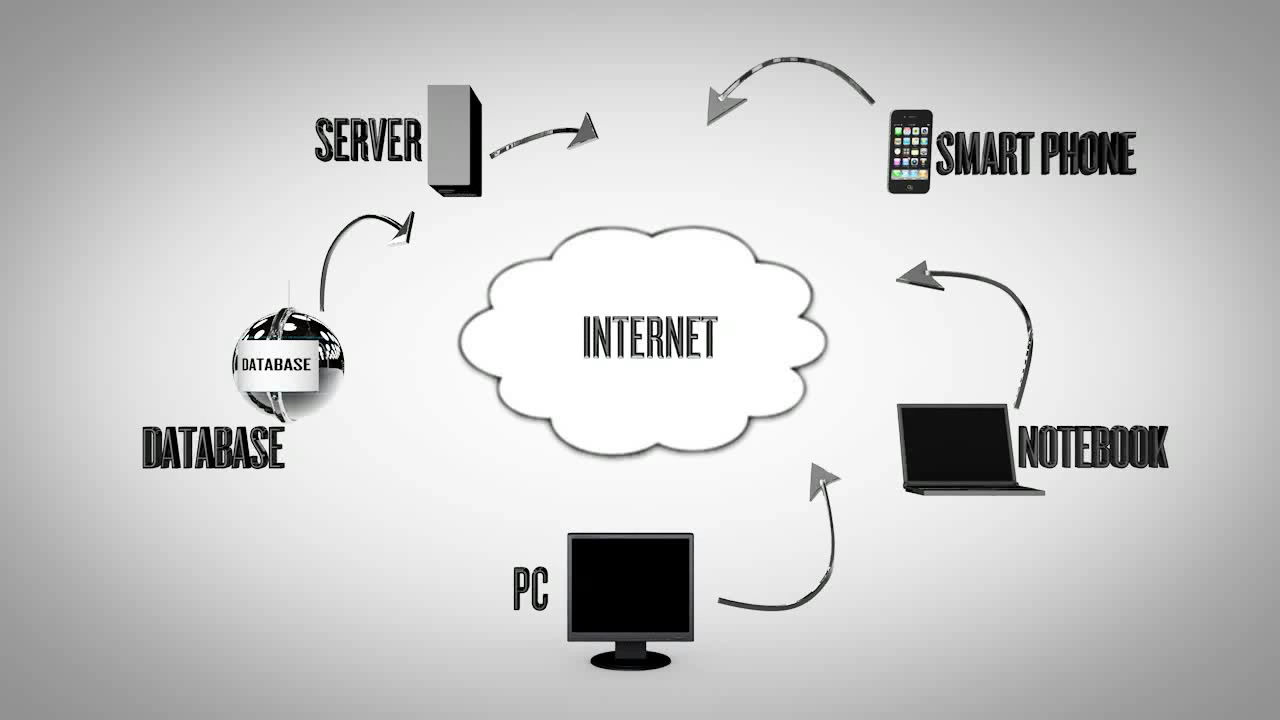 SERVER
SMART PHONE
INTERNET
DATABASE
DATABASE
NOTEBOOK
PC